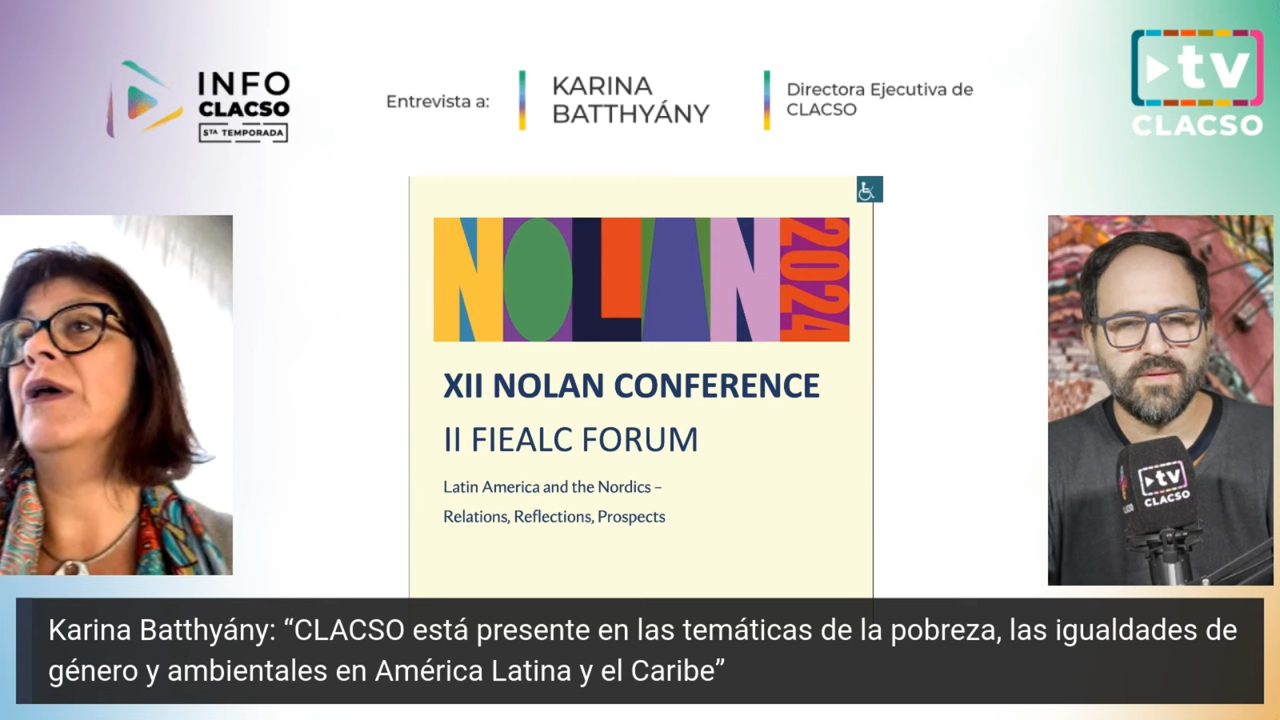 INFO
CLACSO
5TA TEMPORADA
Entrevista a:
KARINA
BATTHYÁNY
Directora Ejecutiva de
CLACSO
tv
CLACSO
NOLAN 2024
XII NOLAN CONFERENCE
II FIEALC FORUM
Latin America and the Nordics –
Relations, Reflections, Prospects
tv
CLACSO
Karina Batthyány: “CLACSO está presente en las temáticas de la pobreza, las igualdades de
género y ambientales en América Latina y el Caribe”